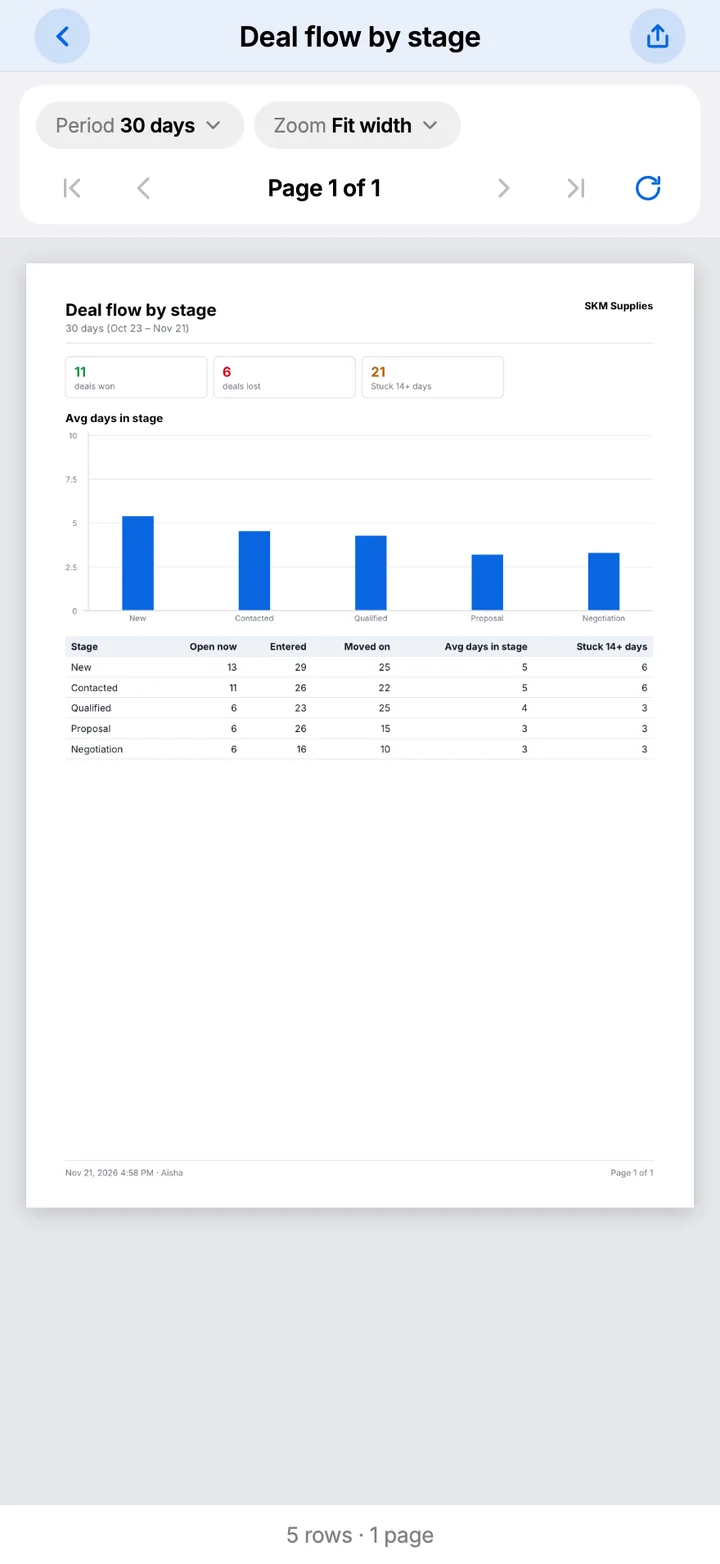 Deal flow by stage
Period 30 days
Zoom Fit width
Page 1 of 1
Deal flow by stage
SKM Supplies
30 days (Oct 23 – Nov 21)
11
deals won
6
deals lost
21
Stuck 14+ days
Avg days in stage
10
7.5
5
2.5
0
New Contacted Qualified Proposal Negotiation
Stage Open now Entered Moved on Avg days in stage Stuck 14+ days
New 13 29 25 5 6
Contacted 11 26 22 5 6
Qualified 6 23 25 4 3
Proposal 6 26 15 3 3
Negotiation 6 16 10 3 3
Nov 21, 2026 4:58 PM · Aisha
Page 1 of 1
5 rows · 1 page